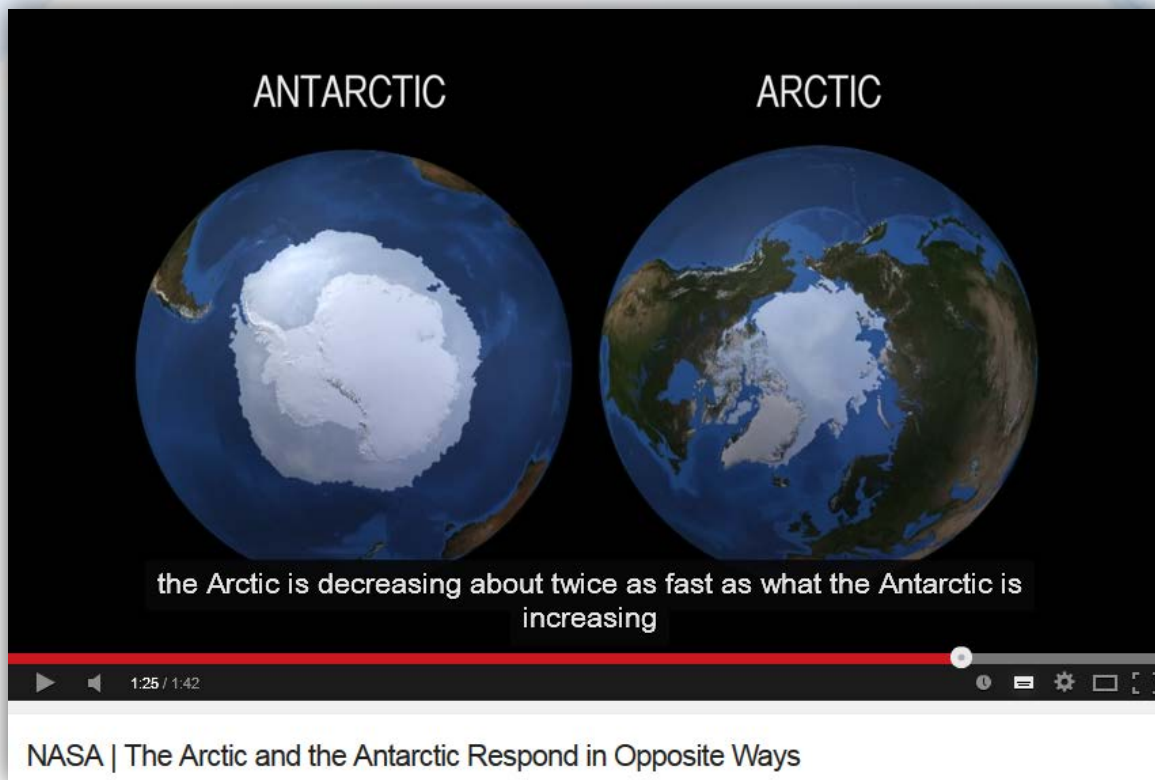 ANTARCTIC
ARCTIC
the Arctic is decreasing about twice as fast as what the Antarctic is
increasing
1:25 / 1:42
NASA | The Arctic and the Antarctic Respond in Opposite Ways